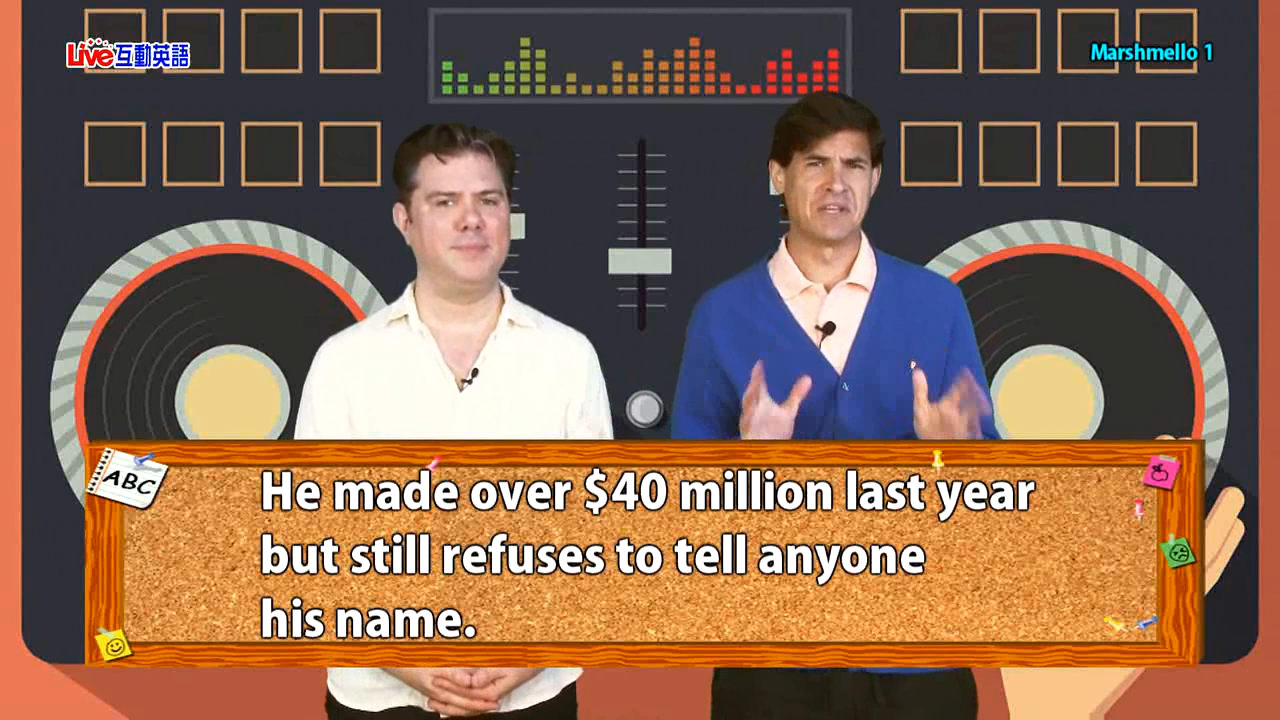 Live互動英語
Marshmello 1
ABC
He made over $40 million last year
but still refuses to tell anyone
his name.